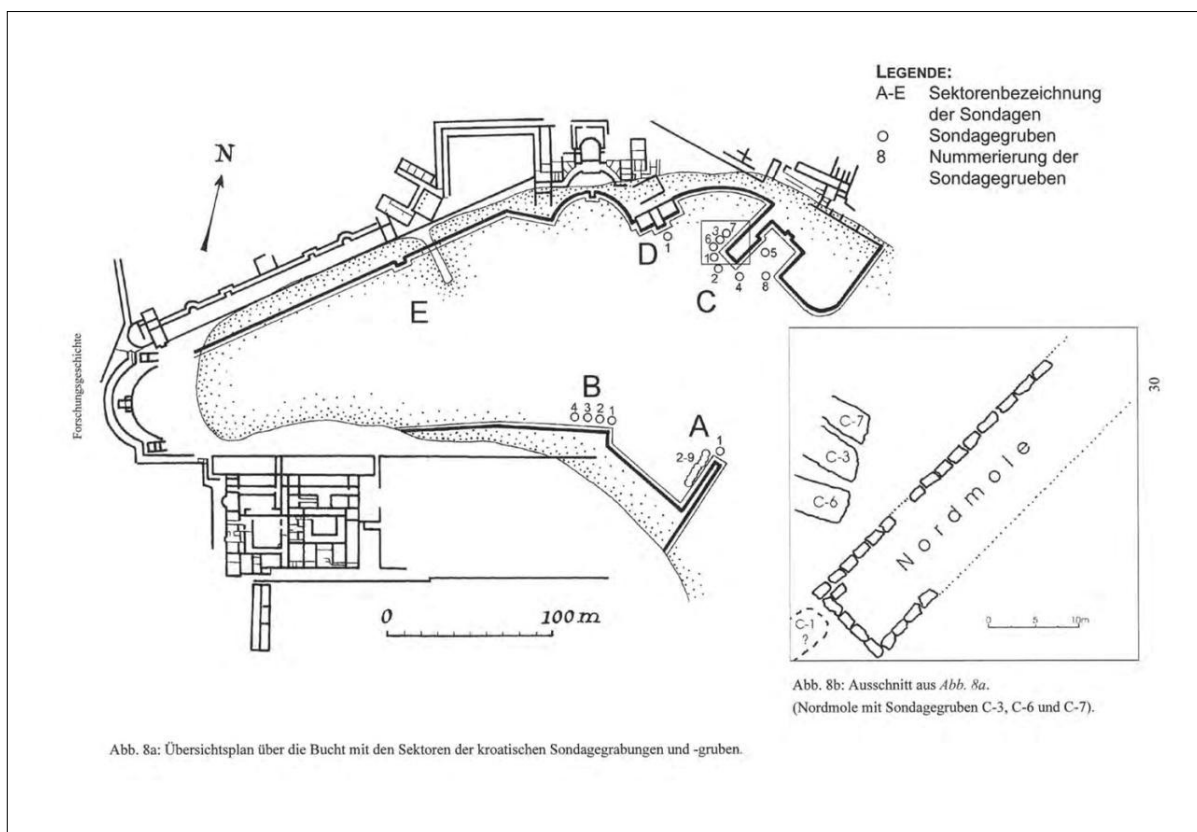 LEGENDE:
A-E Sektorenbezeichnung
der Sondagen
O Sondagegruben
8 Nummerierung der
Sondagegrueben
N
D
1
3 7
6
1
2
C
4
5
8
E
B
4 3 2 1
A
1
2-9
0 100 m
Forschungsgeschichte
30
C-7
C-3
C-6
C-1
?
Nordmole
0 5 10m
Abb. 8b: Ausschnitt aus Abb. 8a.
(Nordmole mit Sondagegruben C-3, C-6 und C-7).
Abb. 8a: Übersichtsplan über die Bucht mit den Sektoren der kroatischen Sondagegrabungen und -gruben.